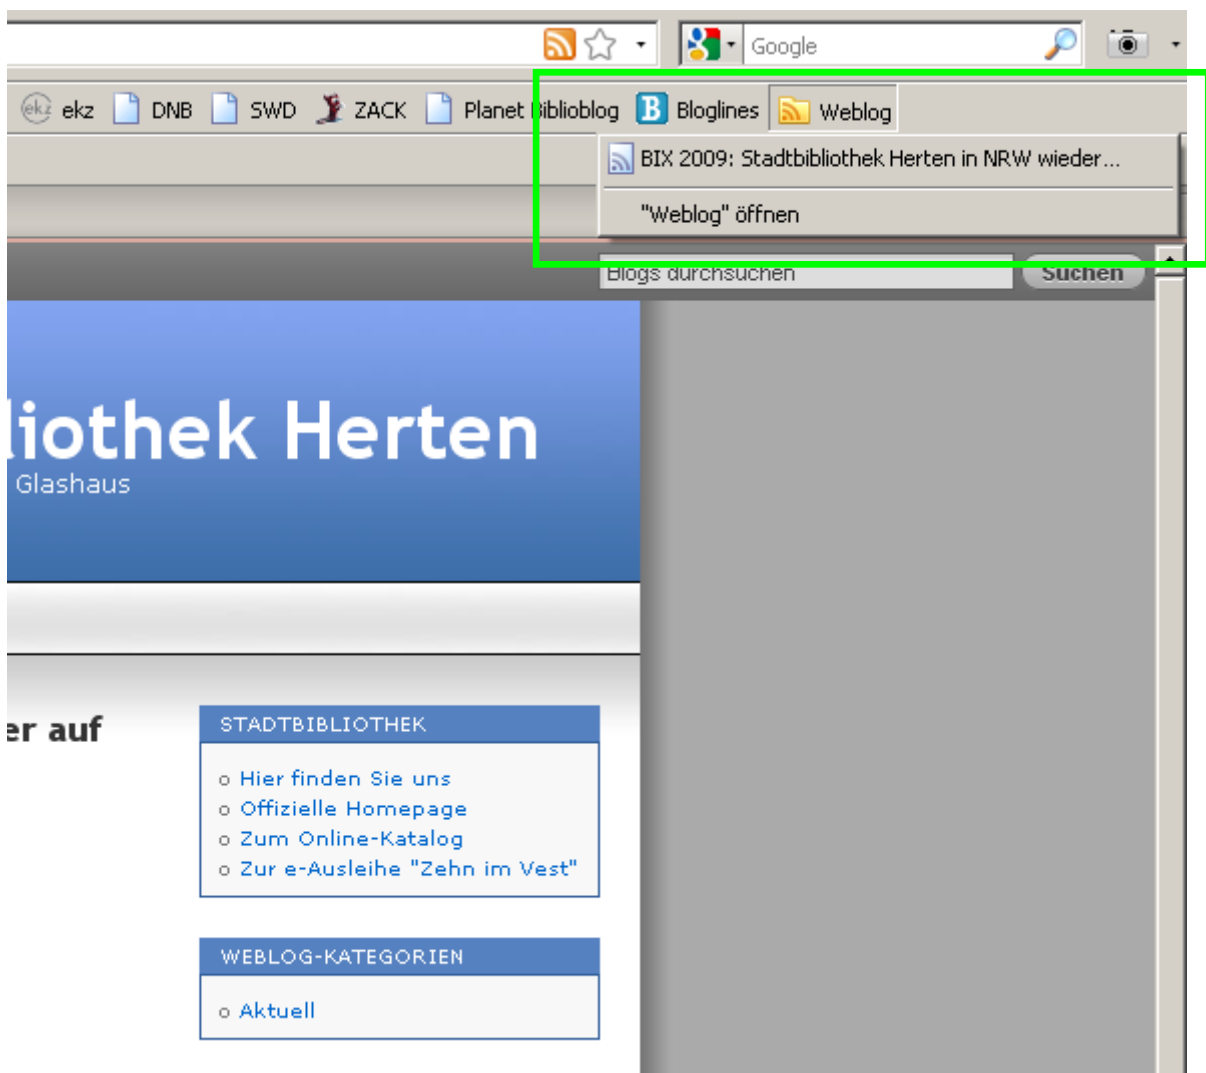 Google
ekz ekz DNB SWD ZACK Planet Biblioblog B Bloglines Weblog
BIX 2009: Stadtbibliothek Herten in NRW wieder...
"Weblog" öffnen
Blogs durchsuchen Suchen
liothek Herten
Glashaus
er auf
STADTBIBLIOTHEK
Hier finden Sie uns
Offizielle Homepage
Zum Online-Katalog
Zur e-Ausleihe "Zehn im Vest"
WEBLOG-KATEGORIEN
Aktuell